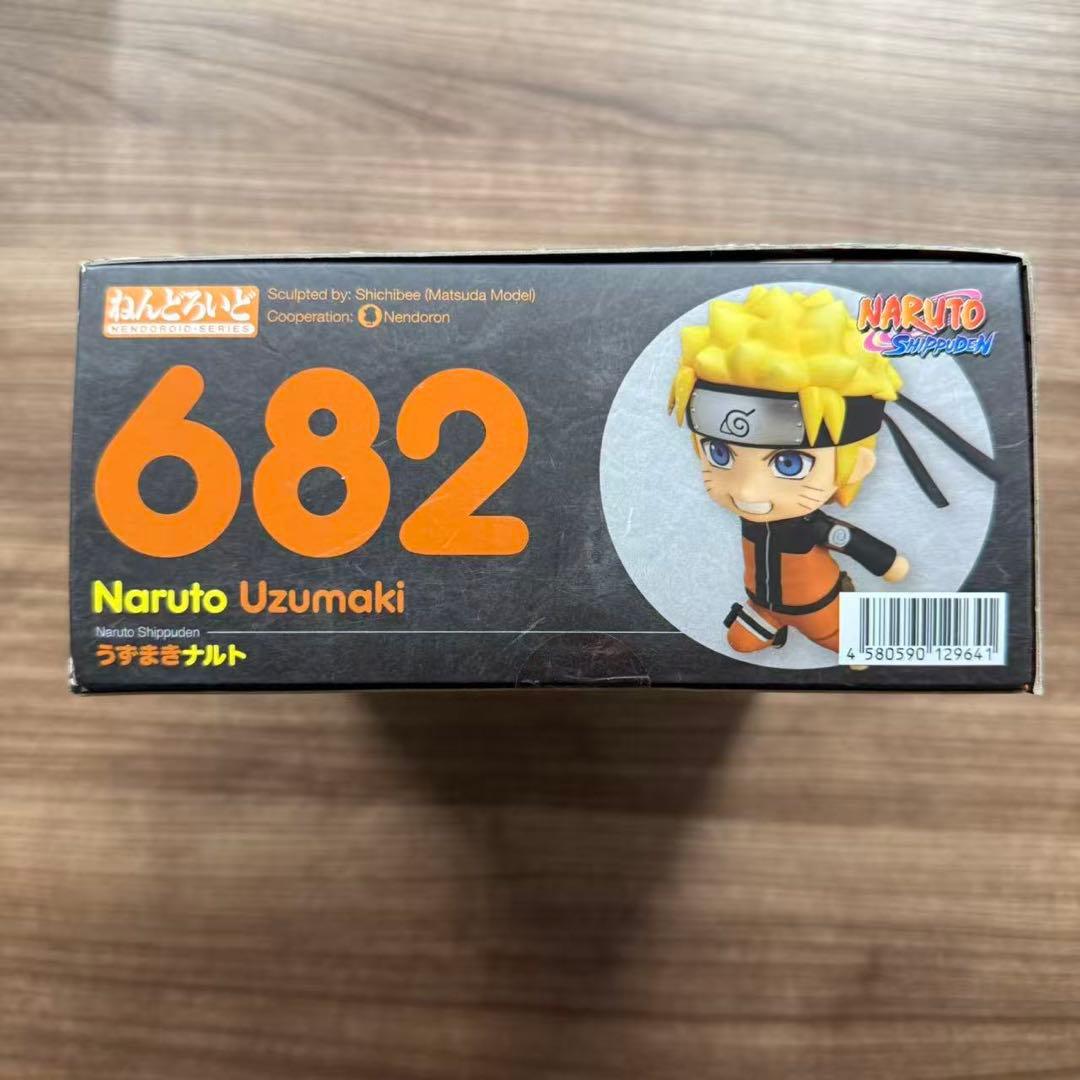 ねんどろいど
NENDOROID·SERIES
Sculpted by: Shichibee (Matsuda Model)
Cooperation: Nendoron
NARUTO
SHIPPUDEN
682
Naruto Uzumaki
Naruto Shippuden
うずまきナルト
4 580590 129641